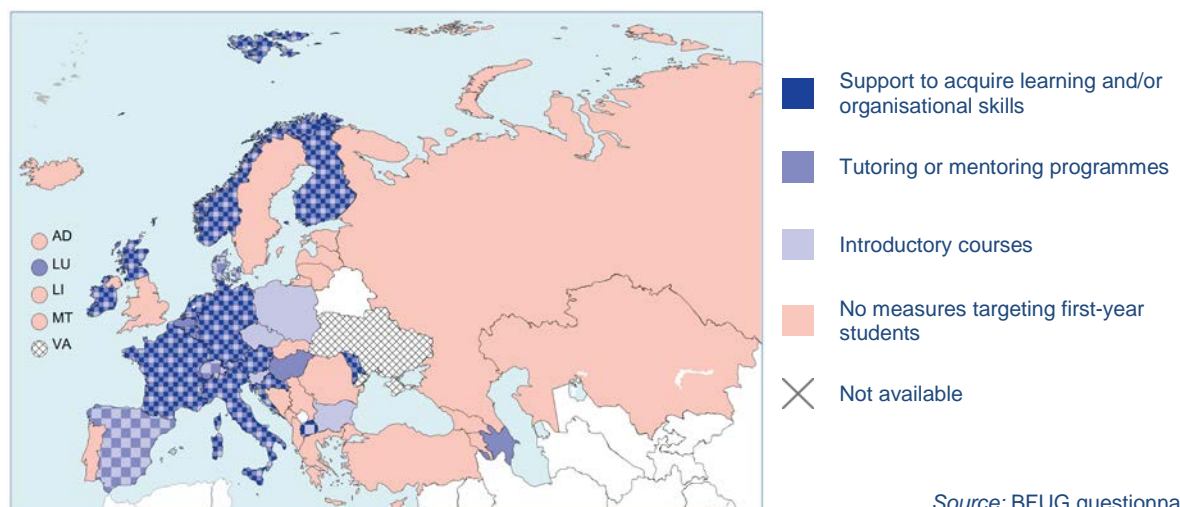 AD
LU
LI
MT
VA
Support to acquire learning and/or
organisational skills
Tutoring or mentoring programmes
Introductory courses
No measures targeting first-year
students
Not available
Source: BFUG